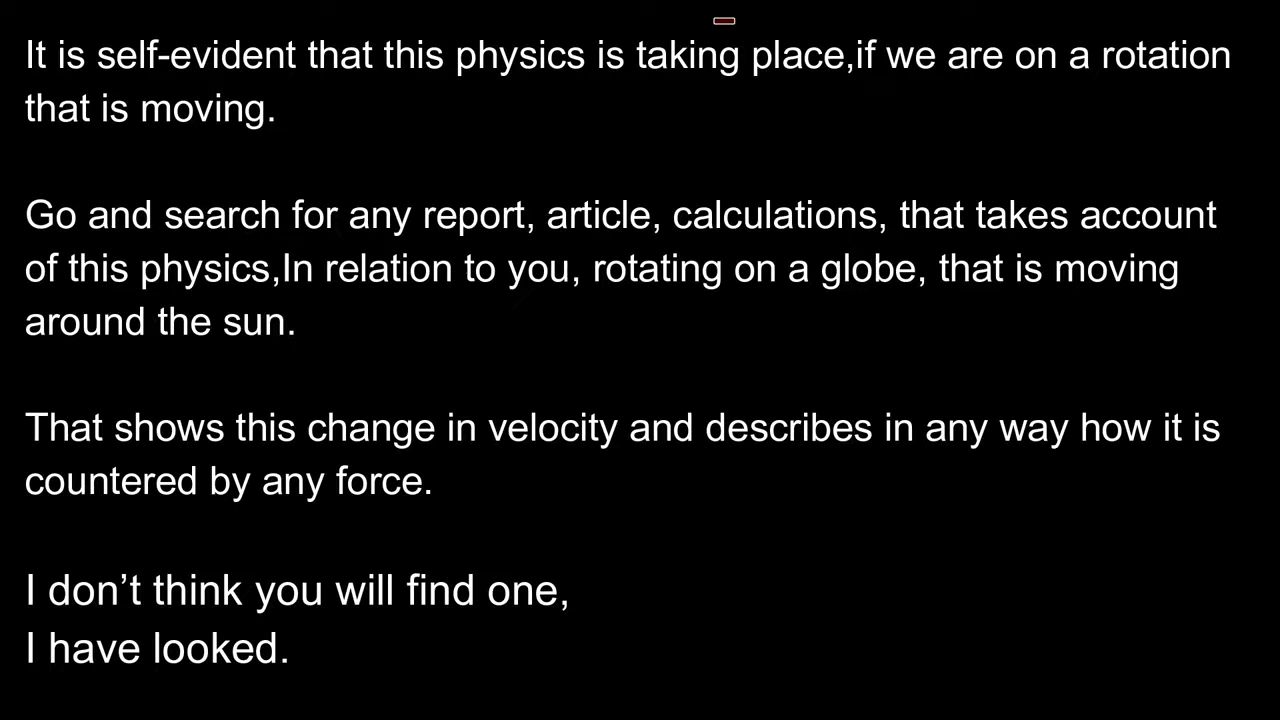 It is self-evident that this physics is taking place,if we are on a rotation
that is moving.
Go and search for any report, article, calculations, that takes account
of this physics,In relation to you, rotating on a globe, that is moving
around the sun.
That shows this change in velocity and describes in any way how it is
countered by any force.
I don’t think you will find one,
I have looked.